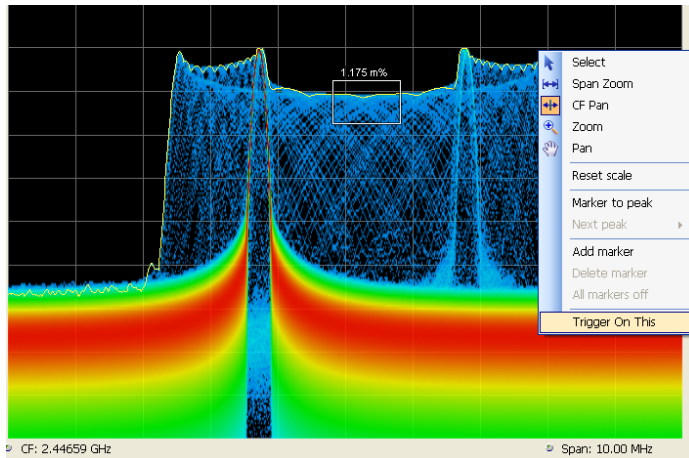 1.175 m%
Select
Span Zoom
CF Pan
Zoom
Pan
Reset scale
Marker to peak
Next peak
Add marker
Delete marker
All markers off
Trigger On This
CF: 2.44659 GHz
Span: 10.00 MHz